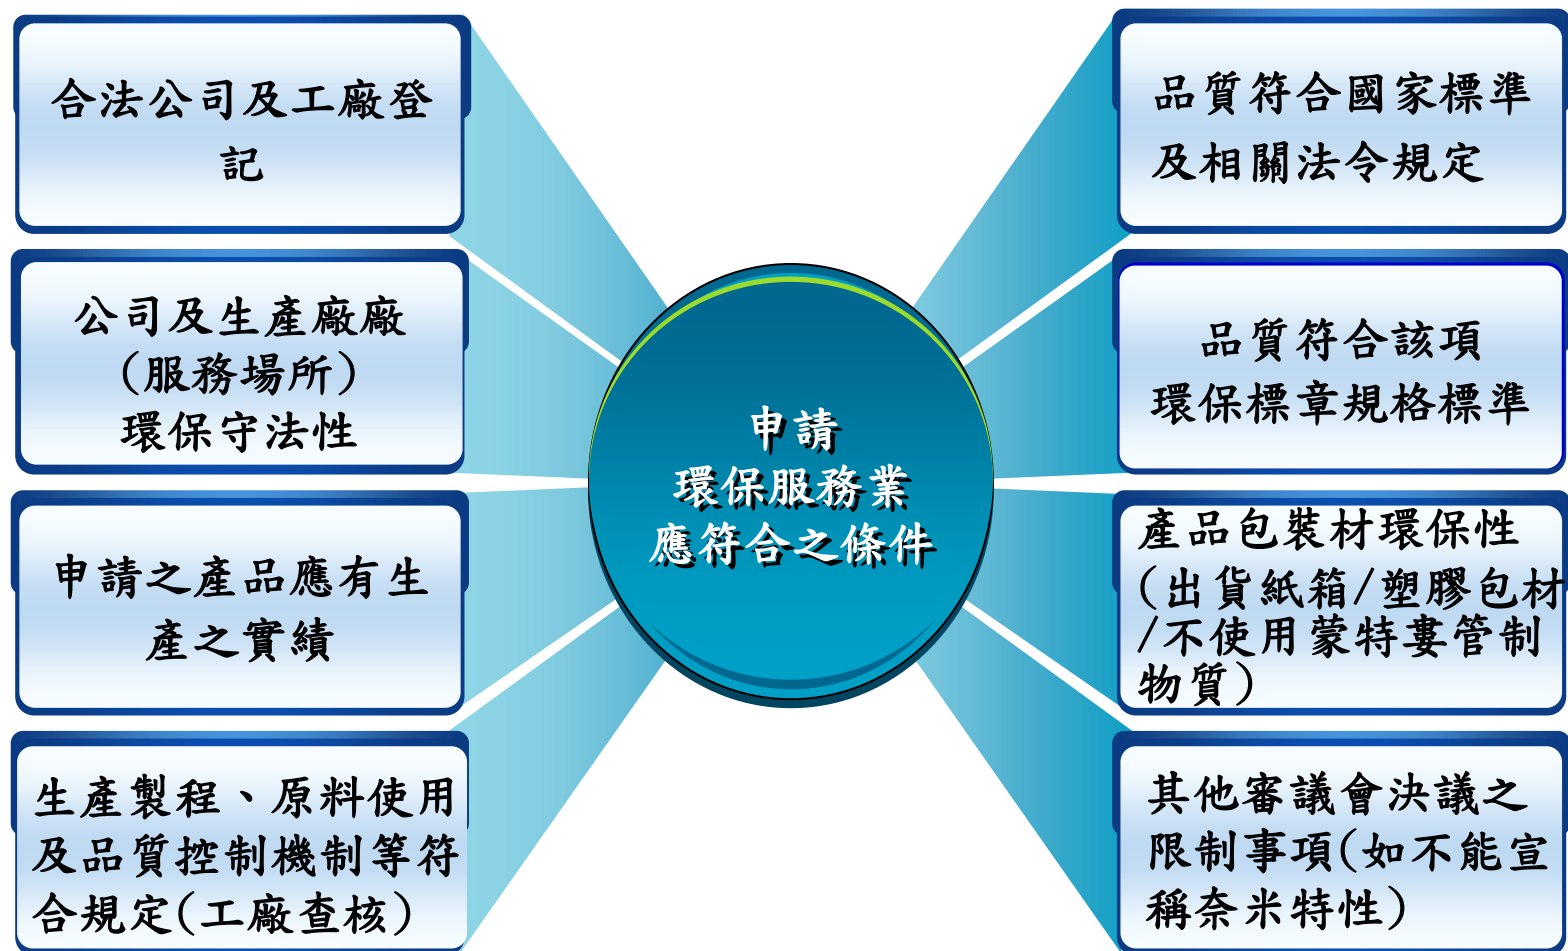 合法公司及工廠登
記
公司及生產廠廠
(服務場所)
環保守法性
申請之產品應有生
產之實績
生產製程、原料使用
及品質控制機制等符
合規定(工廠查核)
申請
環保服務業
應符合之條件
品質符合國家標準
及相關法令規定
品質符合該項
環保標章規格標準
產品包裝材環保性
(出貨紙箱/塑膠包材
/不使用蒙特婁管制
物質)
其他審議會決議之
限制事項(如不能宣
稱奈米特性)